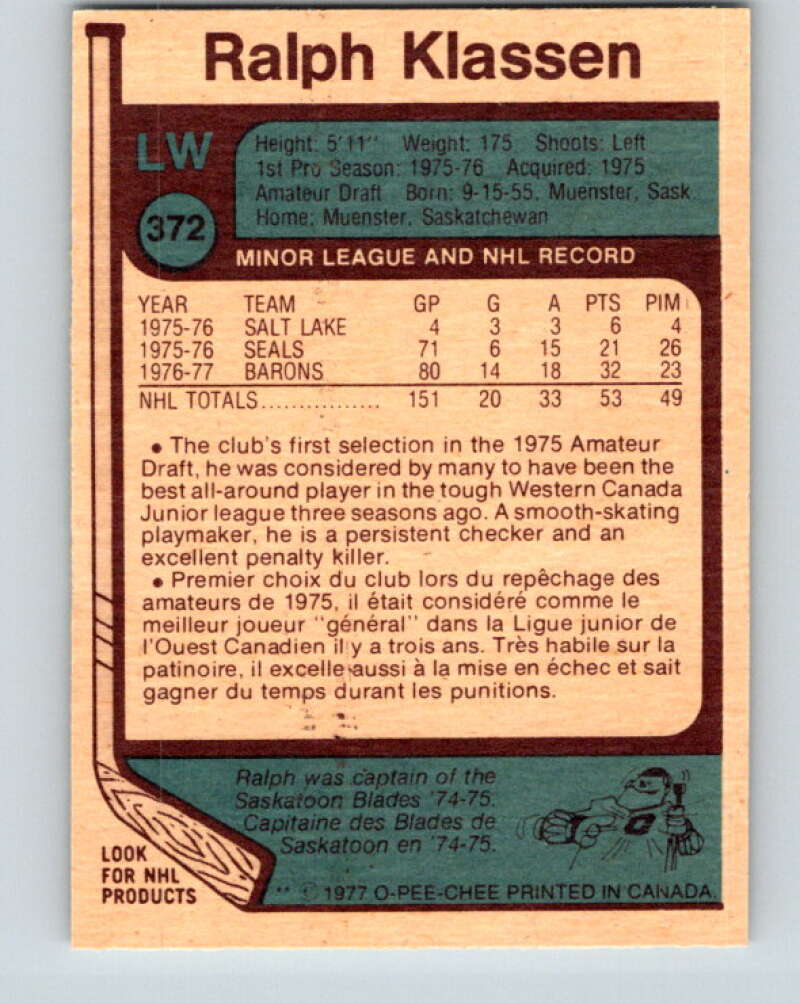 Ralph Klassen
LW
372
Height: 5'11" Weight: 175 Shoots: Left
1st Pro Season: 1975-76 Acquired: 1975
Amateur Draft Born: 9-15-55, Muenster, Sask
Home: Muenster, Saskatchewan
MINOR LEAGUE AND NHL RECORD
YEAR TEAM GP G A PTS PIM
1975-76 SALT LAKE 4 3 3 6 4
1975-76 SEALS 71 6 15 21 26
1976-77 BARONS 80 14 18 32 23
NHL TOTALS............... 151 20 33 53 49
• The club's first selection in the 1975 Amateur
Draft, he was considered by many to have been the
best all-around player in the tough Western Canada
Junior league three seasons ago. A smooth-skating
playmaker, he is a persistent checker and an
excellent penalty killer.
• Premier choix du club lors du repêchage des
amateurs de 1975, il était considéré comme le
meilleur joueur "général" dans la Ligue junior de
l'Ouest Canadien il y a trois ans. Très habile sur la
patinoire, il excelle aussi à la mise en échec et sait
gagner du temps durant les punitions.
Ralph was captain of the
Saskatoon Blades '74-75.
Capitaine des Blades de
Saskatoon en '74-75.
C
LOOK
FOR NHL
PRODUCTS
** © 1977 O-PEE-CHEE PRINTED IN CANADA.